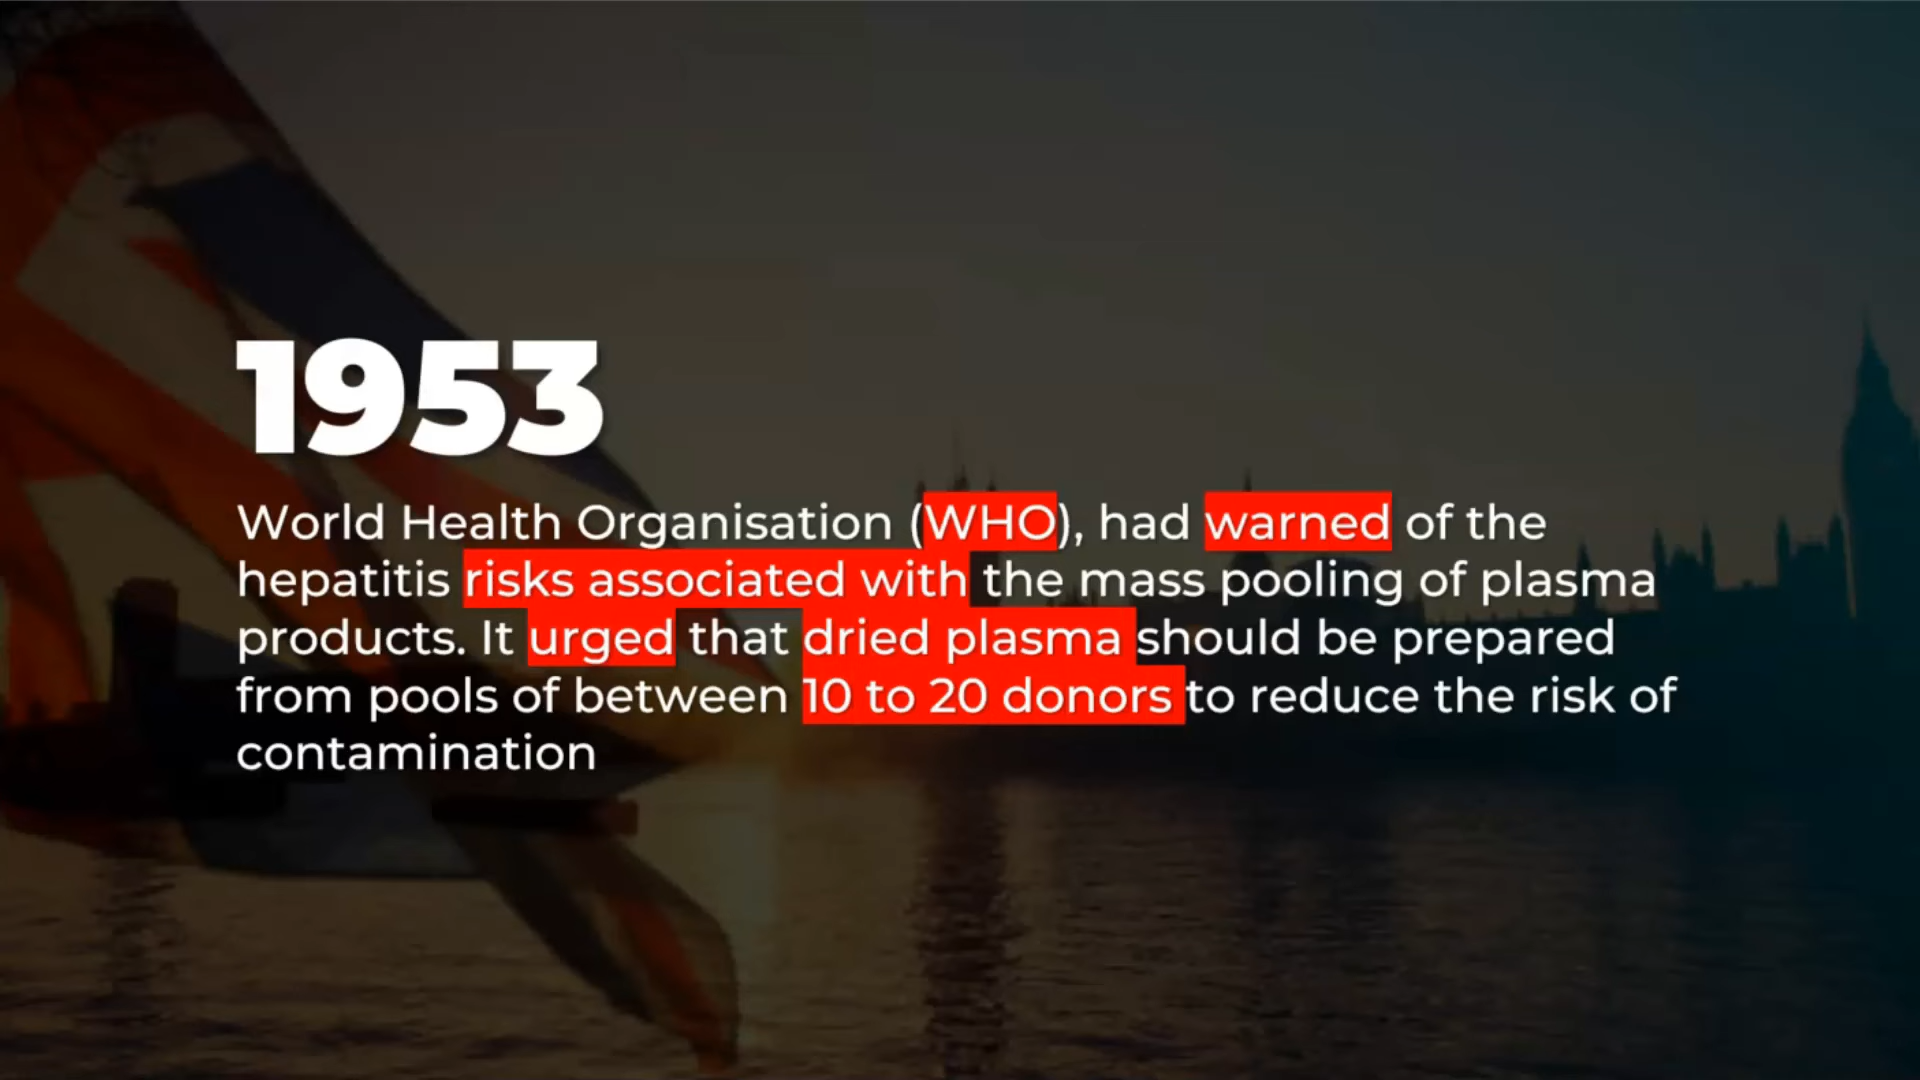 1953
World Health Organisation (WHO), had warned of the
hepatitis risks associated with the mass pooling of plasma
products. It urged that dried plasma should be prepared
from pools of between 10 to 20 donors to reduce the risk of
contamination